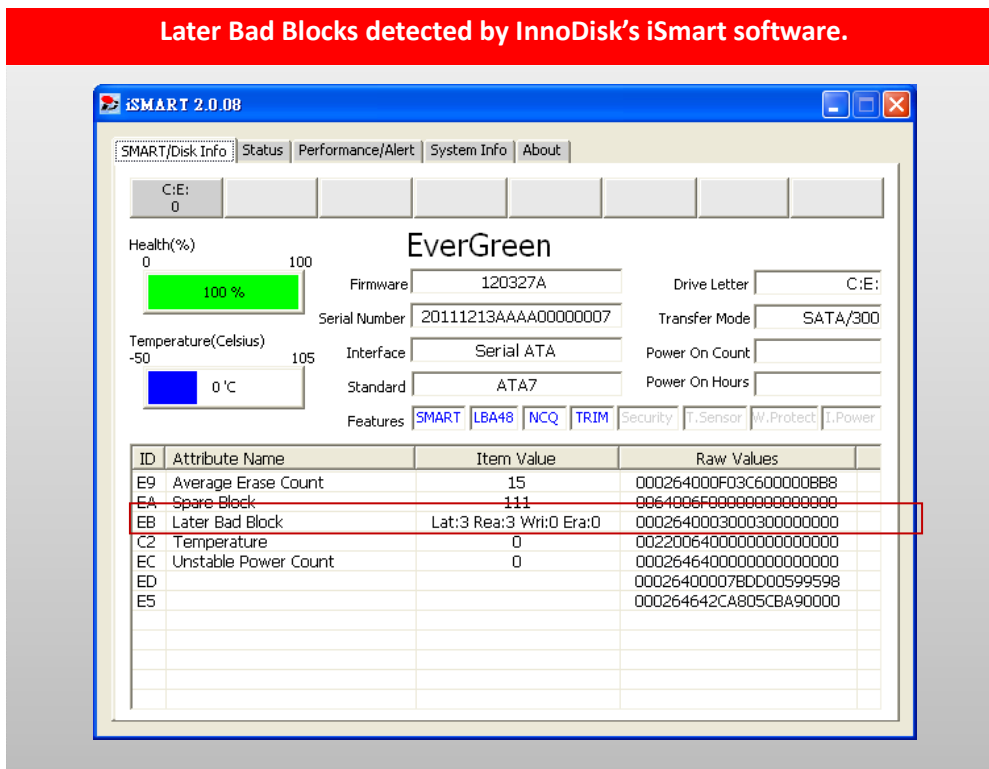 Later Bad Blocks detected by InnoDisk's iSmart software.
iSMART 2.0.08
SMART/Disk Info Status Performance/Alert System Info About
C:E:
0
Health(%)
0 100
100 %
Temperature(Celsius)
-50 105
0 'C
EverGreen
Firmware 120327A Drive Letter C:E:
Serial Number 20111213AAAA00000007 Transfer Mode SATA/300
Interface Serial ATA Power On Count
Standard ATA7 Power On Hours
Features SMART LBA48 NCQ TRIM Security T.Sensor W.Protect I.Power
ID Attribute Name Item Value Raw Values
E9 Average Erase Count 15 000264000F03C600000BB8
EA Spare Block 111 0064006F00000000000000
EB Later Bad Block Lat:3 Rea:3 Wri:0 Era:0 0002640003000300000000
C2 Temperature 0 0022006400000000000000
EC Unstable Power Count 0 0002646400000000000000
ED 00026400007BDD00599598
E5 000264642CA805CBA90000